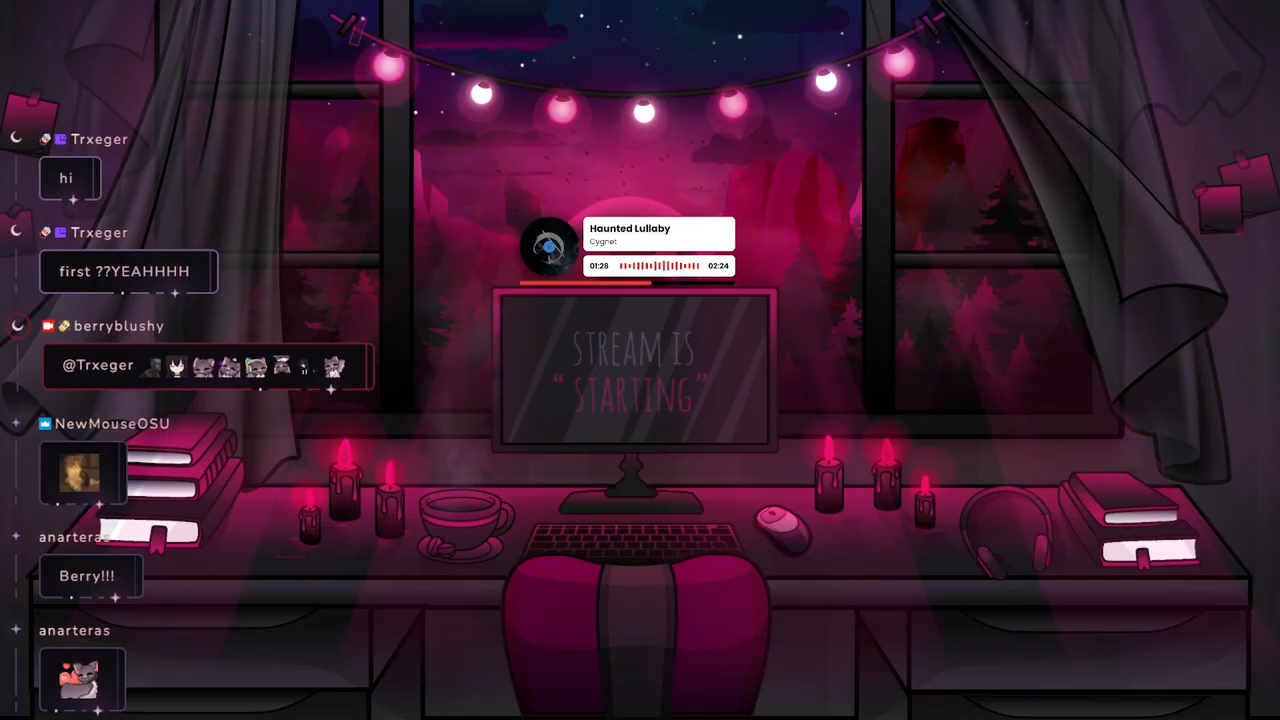 Trxeger
hi
Trxeger
first ??YEAHHHH
berryblushy
@Trxeger
NewMouseOSU
anarteras
Berry!!!
anarteras
Haunted Lullaby
Cygnet
01:28
02:24
STREAM IS
“ STARTING”